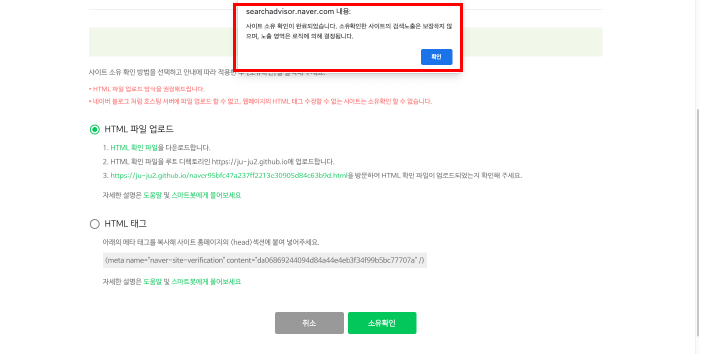 searchadvisor.naver.com 내용:
사이트 소유 확인이 완료되었습니다. 소유확인한 사이트의 검색노출은 보장하지 않
으며, 노출 영역은 로직에 의해 결정됩니다.
확인
사이트 소유 확인 방법을 선택하고 안내에 따라 적용한 후
* HTML 파일 업로드 방식을 권장해드립니다.
* 네이버 블로그 처럼 호스팅 서버에 파일 업로드 할 수 없고, 웹페이지의 HTML 태그 수정할 수 없는 사이트는 소유확인 할 수 없습니다.
HTML 파일 업로드
1. HTML 확인 파일을 다운로드합니다.
2. HTML 확인 파일을 루트 디렉토리인 https://ju-ju2.github.io에 업로드합니다.
3. https://ju-ju2.github.io/naver95bfc47a237ff2213e30905d84c63b9d.html을 방문하여 HTML 확인 파일이 업로드되었는지 확인해 주세요.
자세한 설명은 도움말 및 스마트봇에게 물어보세요
HTML 태그
아래의 메타 태그를 복사해 사이트 홈페이지의 <head>섹션에 붙여 넣어주세요.
<meta name="naver-site-verification" content="da06869244094d84a44e4eb3f34f99b5bc77707a" />
자세한 설명은 도움말 및 스마트봇에게 물어보세요
취소
소유확인